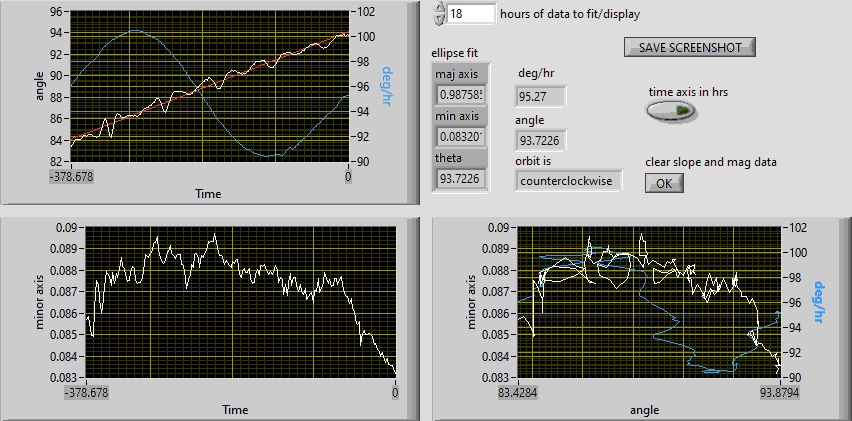 96
94
92
90
88
86
84
82
angle
102
100
98
96
94
92
90
deg/hr
-378.678
0
Time
18
hours of data to fit/display
SAVE SCREENSHOT
ellipse fit
maj axis
0.98758
min axis
0.08320
theta
93.7226
deg/hr
95.27
angle
93.7226
orbit is
counterclockwise
time axis in hrs
clear slope and mag data
OK
0.09
0.089
0.088
0.087
0.086
0.085
0.084
0.083
minor axis
-378.678
0
Time
0.09
0.089
0.088
0.087
0.086
0.085
0.084
0.083
minor axis
102
100
98
96
94
92
90
deg/hr
83.4284
93.8794
angle